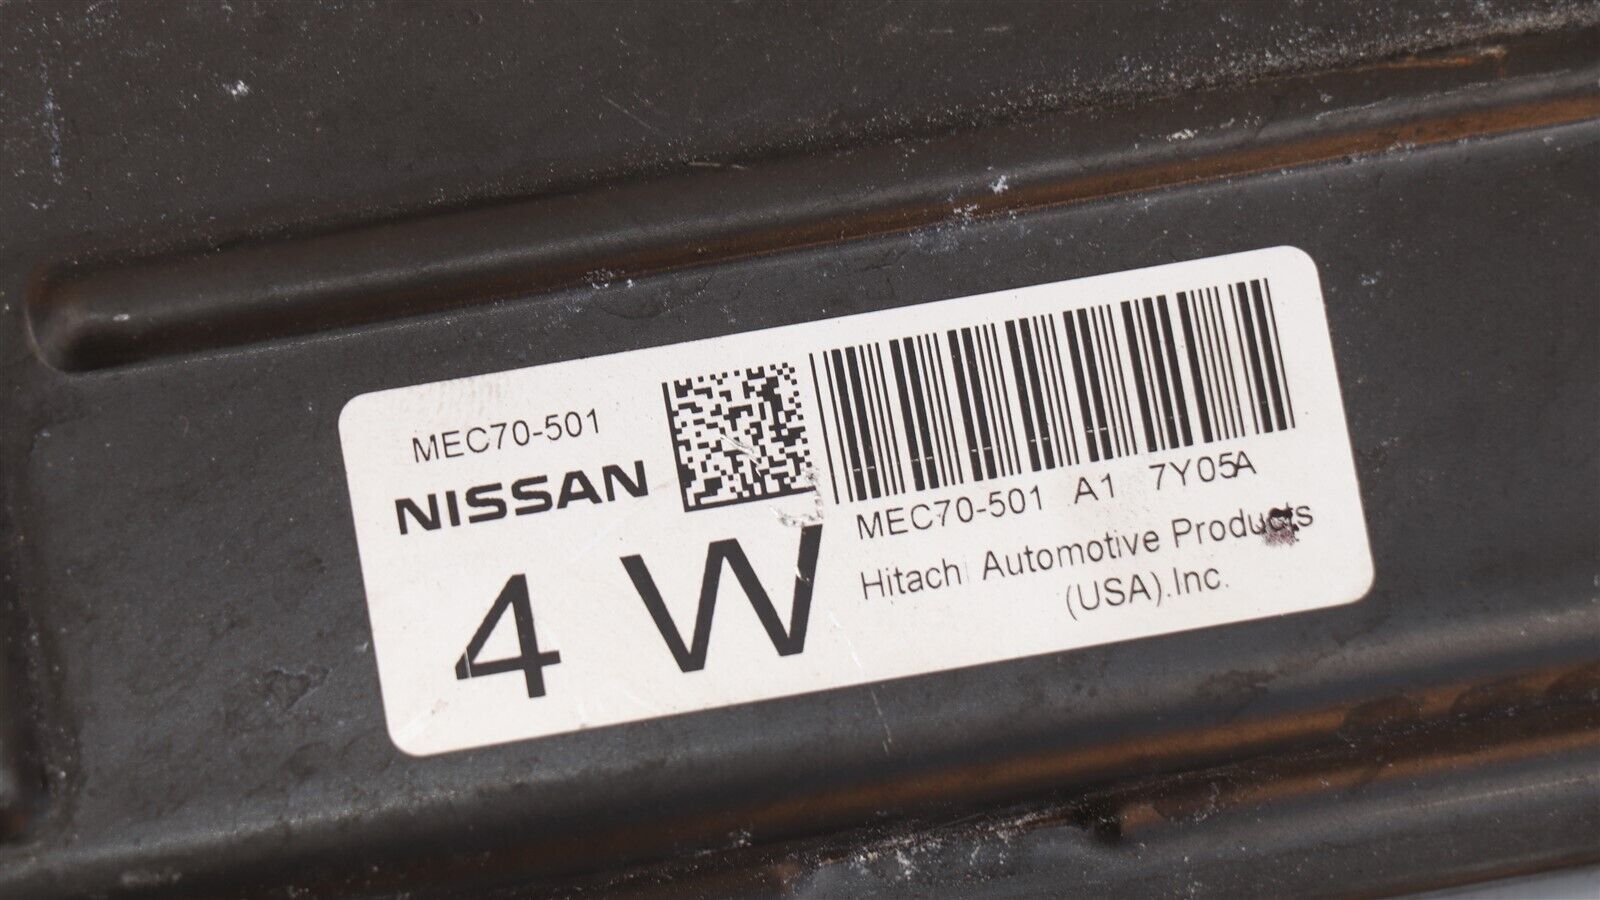 MEC70-501
NISSAN
4 W
MEC70-501 A1 7Y05A
Hitachi Automotive Products
(USA).Inc.